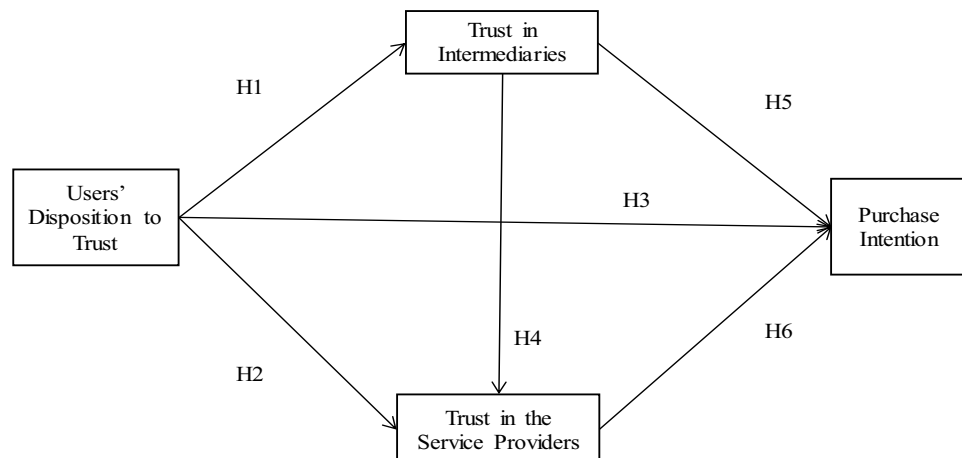 Trust in
Intermediaries
H1
H5
Users’
Disposition to
Trust
H3
Purchase
Intention
H4
H6
H2
Trust in the
Service Providers